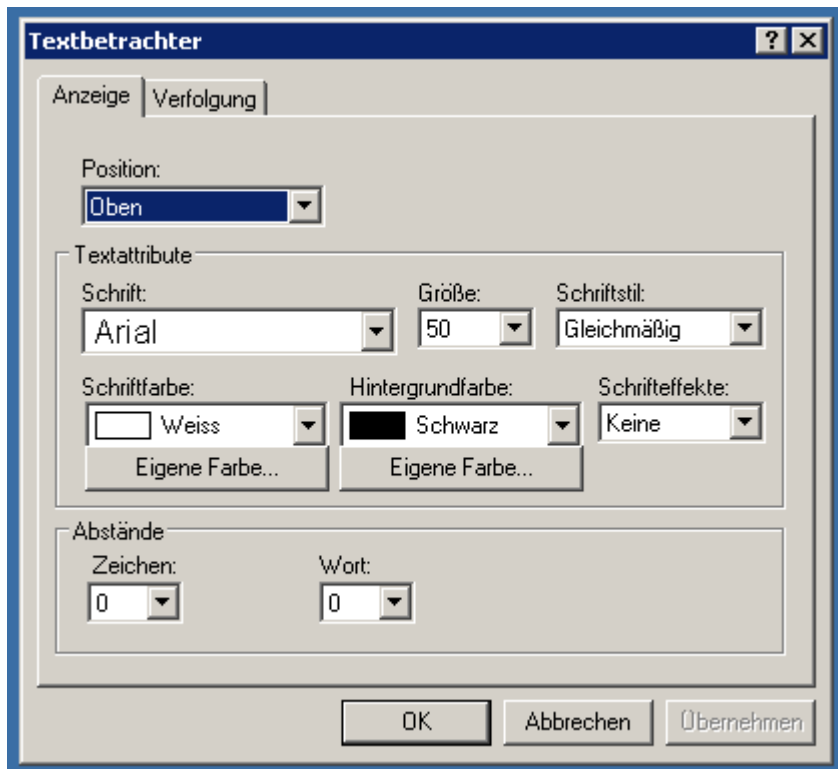 Textbetrachter
Anzeige Verfolgung
Position:
Oben
Textattribute
Schrift: Größe: Schriftstil:
Arial 50 Gleichmäßig
Schriftfarbe: Hintergrundfarbe: Schrifteffekte:
Weiss Schwarz Keine
Eigene Farbe... Eigene Farbe...
Abstände
Zeichen: Wort:
0 0
OK Abbrechen Übernehmen